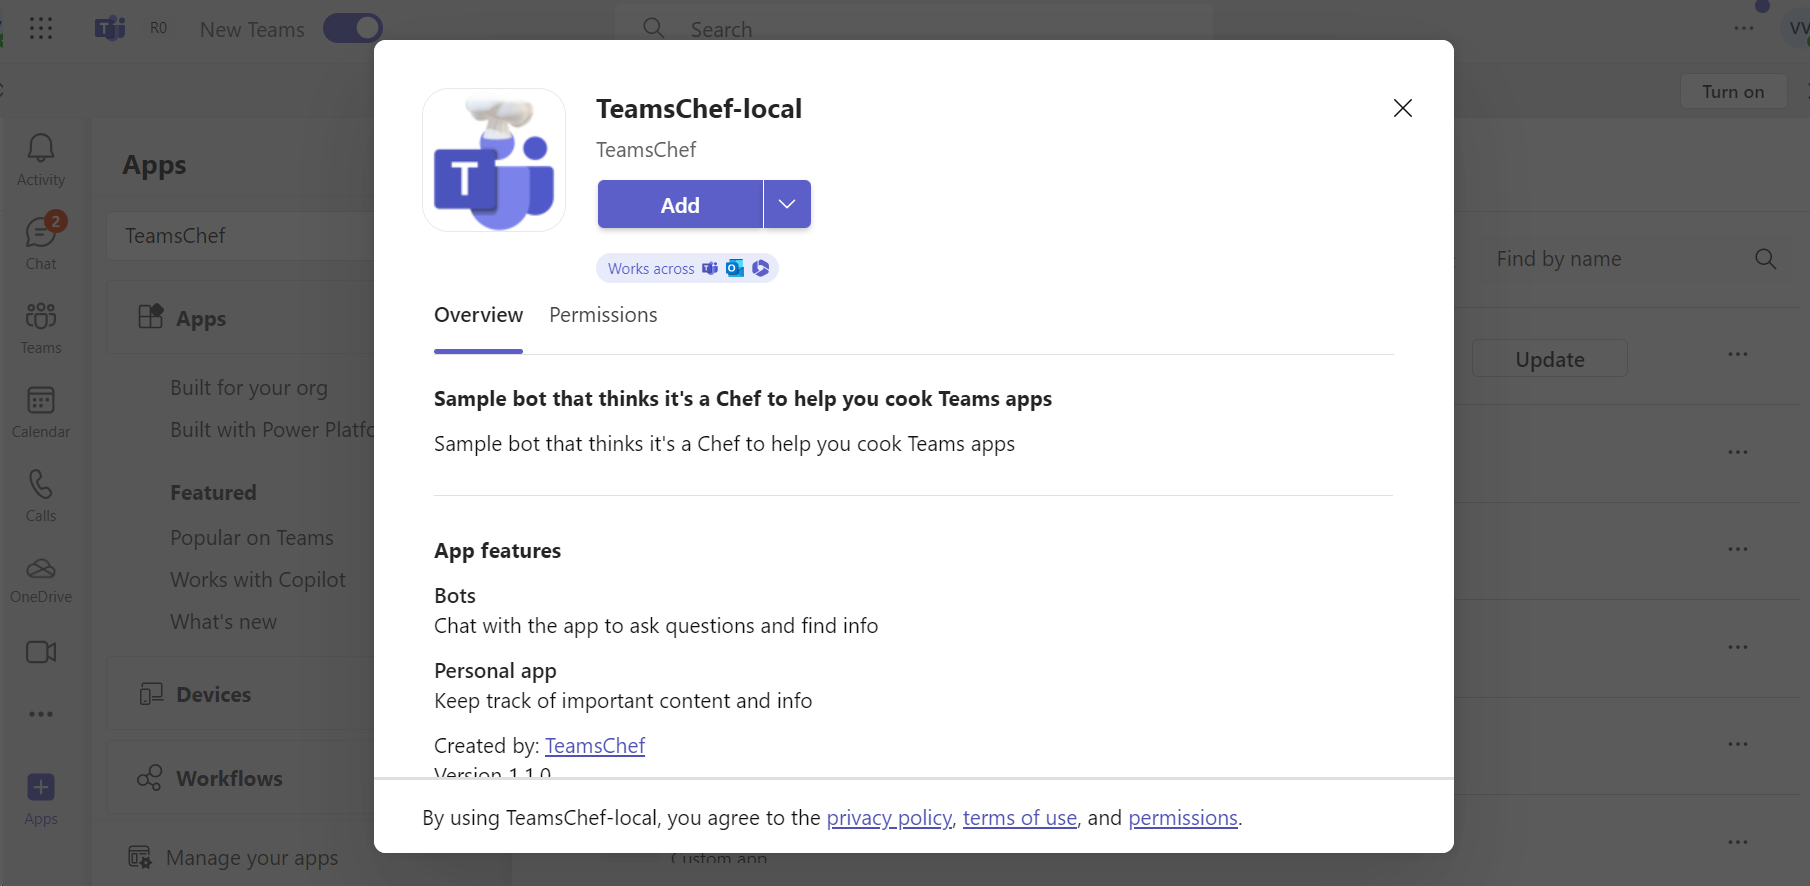 R0
New Teams
Search
VV
Turn on
Activity
2
Chat
Teams
Calendar
Calls
OneDrive
Apps
Apps
TeamsChef
Apps
Built for your org
Built with Power Platfo
Featured
Popular on Teams
Works with Copilot
What's new
Devices
Workflows
Manage your apps
TeamsChef-local
TeamsChef
Add
Works across
Overview Permissions
Sample bot that thinks it's a Chef to help you cook Teams apps
Sample bot that thinks it's a Chef to help you cook Teams apps
App features
Bots
Chat with the app to ask questions and find info
Personal app
Keep track of important content and info
Created by: TeamsChef
Version 1.1.0
By using TeamsChef-local, you agree to the privacy policy, terms of use, and permissions.
Custom app
Find by name
Update
T
T